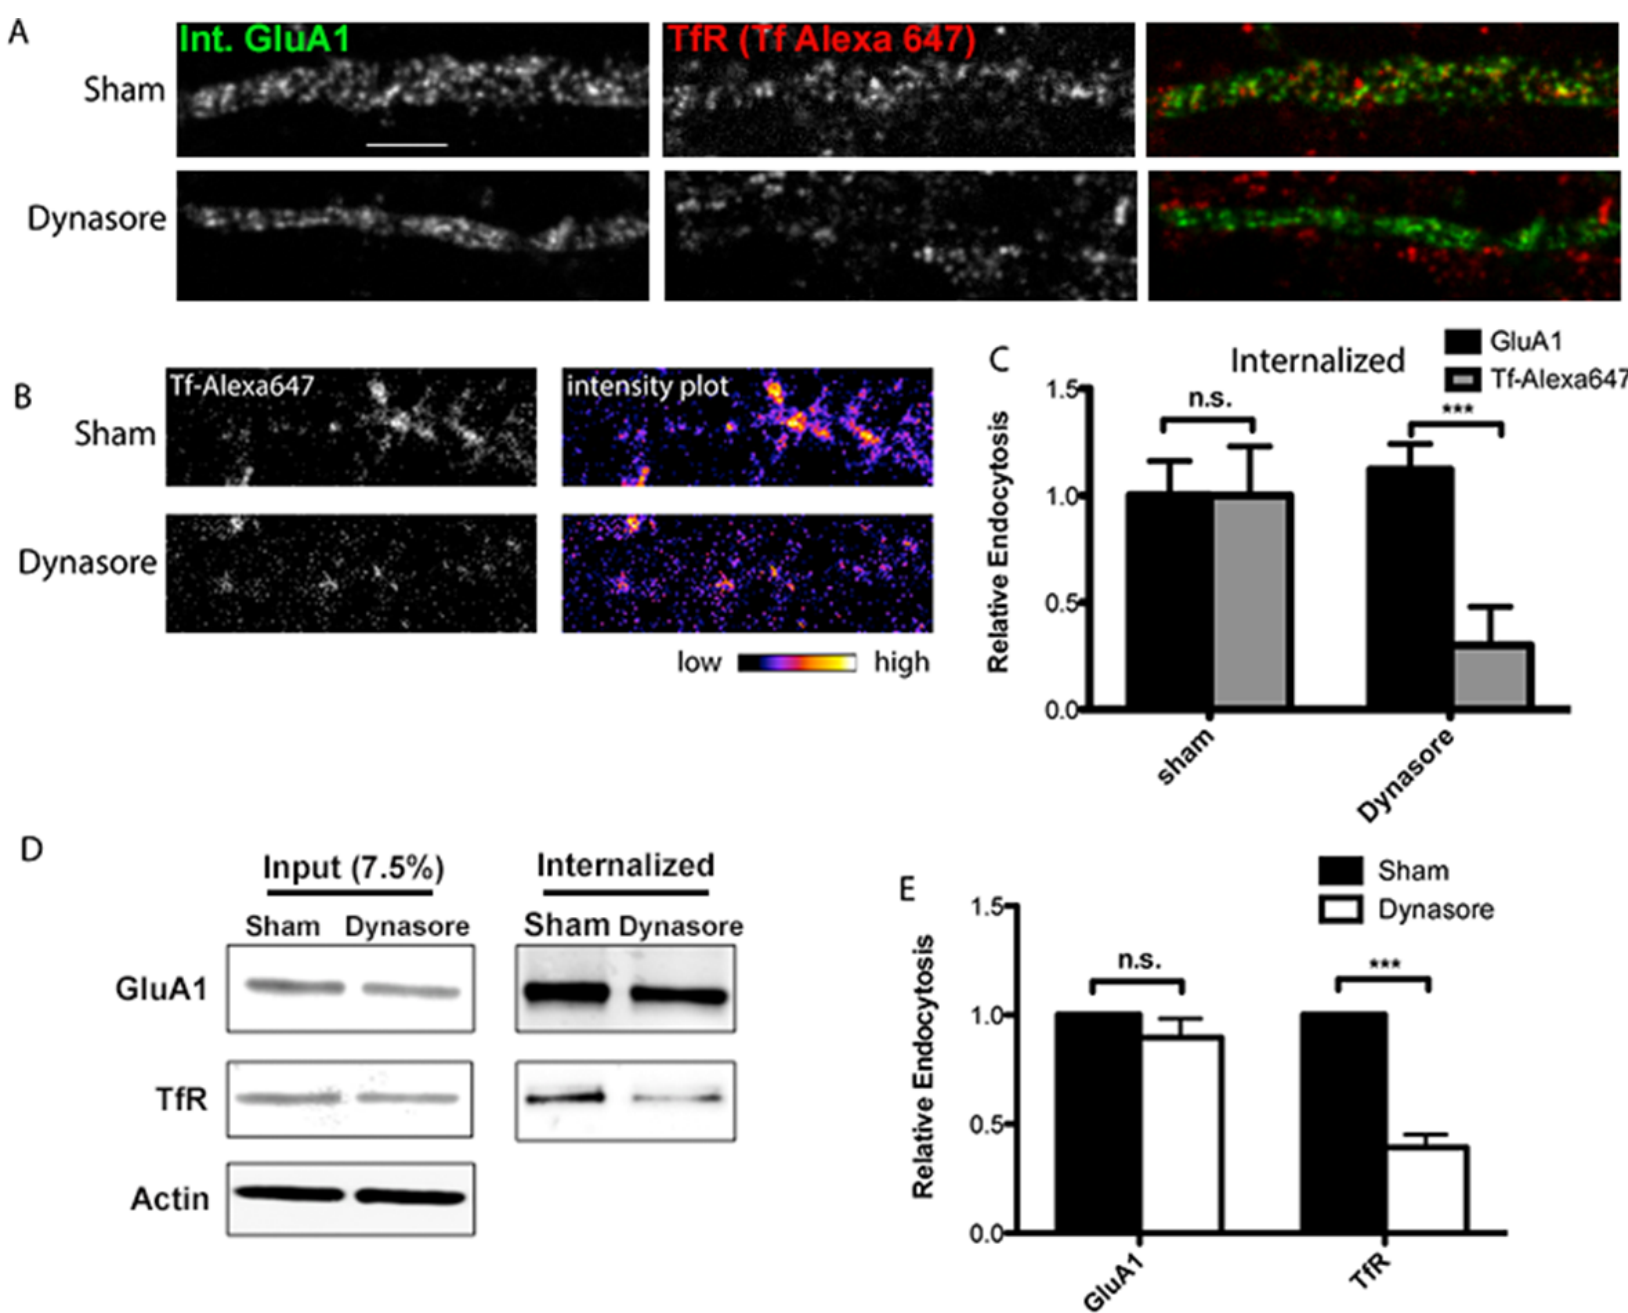 A
Int. GluA1
TfR (Tf Alexa 647)
Sham
Dynasore
B
Tf-Alexa647
intensity plot
Sham
Dynasore
low
high
C
Internalized
GluA1
Tf-Alexa647
1.5
1.0
0.5
0.0
Relative Endocytosis
n.s.
***
sham
Dynasore
D
Input (7.5%)
Internalized
Sham Dynasore
Sham Dynasore
GluA1
TfR
Actin
E
Sham
Dynasore
1.5
1.0
0.5
0.0
Relative Endocytosis
n.s.
***
GluA1
TfR